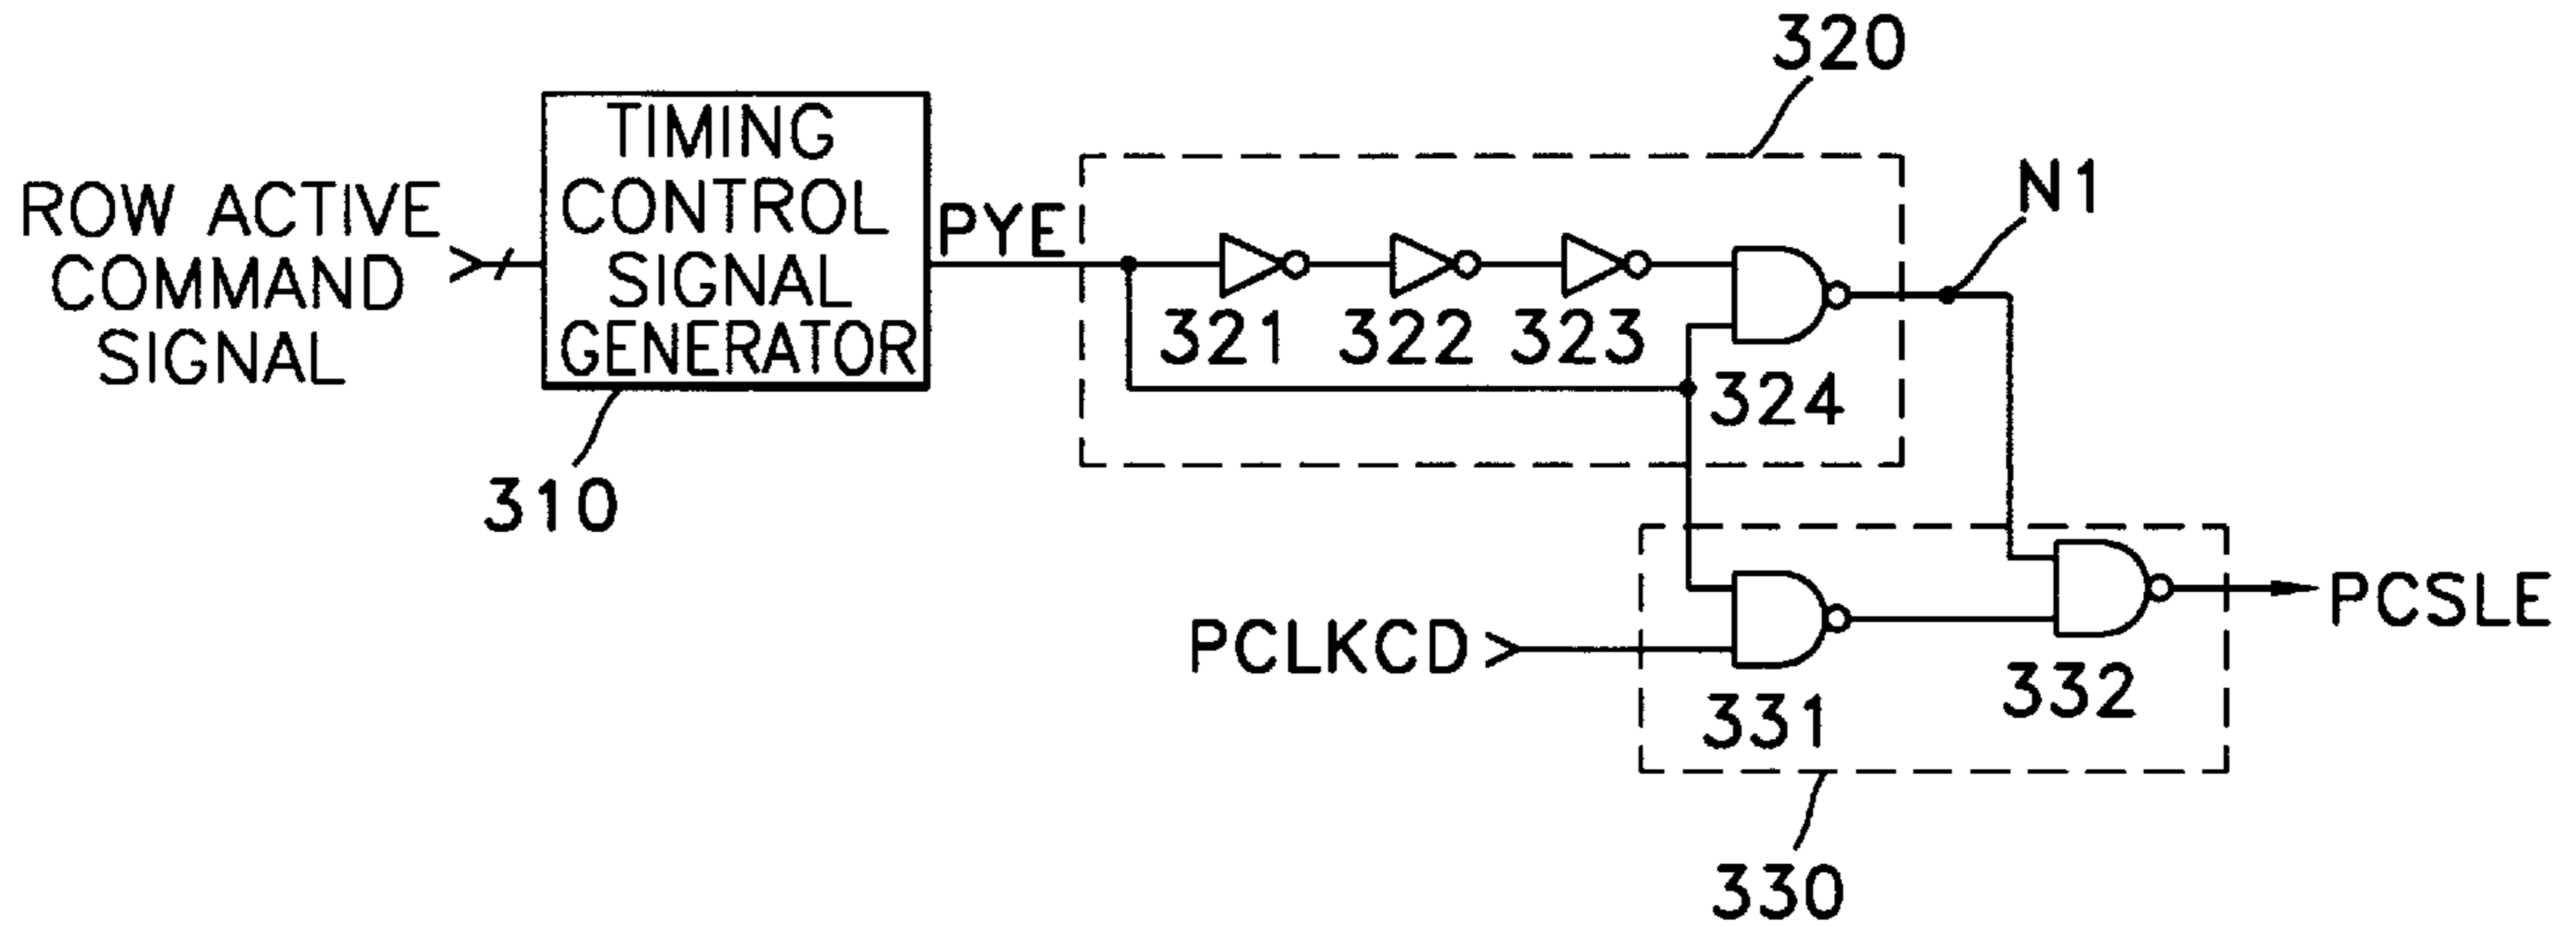 320
TIMING
CONTROL
SIGNAL
GENERATOR
ROW ACTIVE
COMMAND
SIGNAL
PYE
N1
321
322
323
324
310
PCLKCD
331
332
PCSLE
330